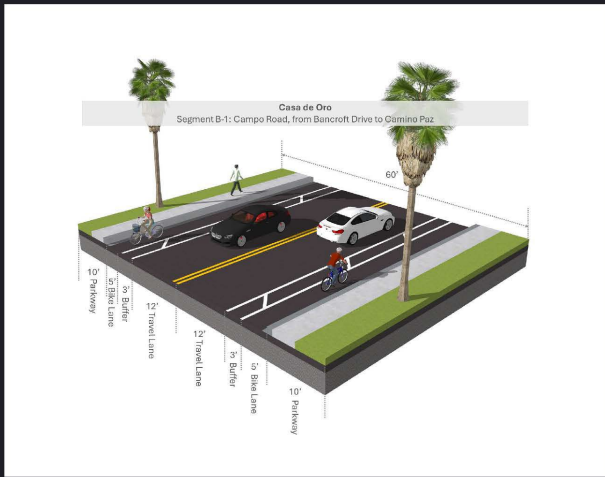 Casa de Oro
Segment B-1: Campo Road, from Bancroft Drive to Camino Paz
60'
10' Parkway
5' Bike Lane
3' Buffer
12' Travel Lane
12' Travel Lane
3' Buffer
5' Bike Lane
10' Parkway